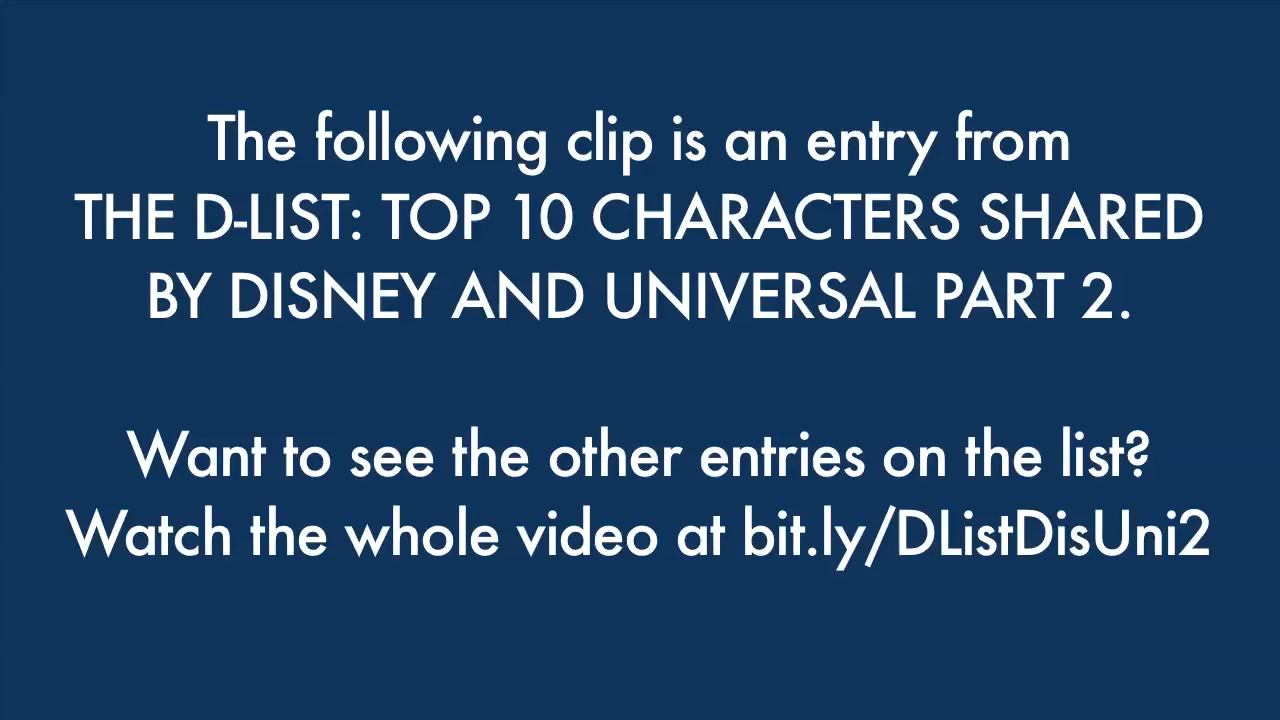 The following clip is an entry from
THE D-LIST: TOP 10 CHARACTERS SHARED
BY DISNEY AND UNIVERSAL PART 2.
Want to see the other entries on the list?
Watch the whole video at bit.ly/DListDisUni2